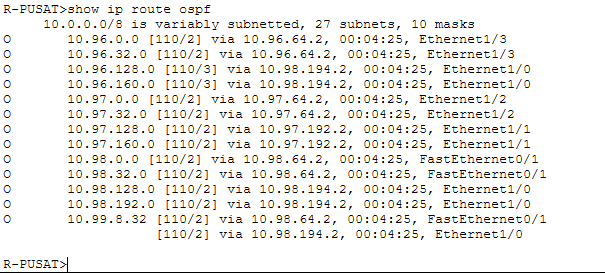 R-PUSAT>show ip route ospf
10.0.0.0/8 is variably subnetted, 27 subnets, 10 masks
O 10.96.0.0 [110/2] via 10.96.64.2, 00:04:25, Ethernet1/3
O 10.96.32.0 [110/2] via 10.96.64.2, 00:04:25, Ethernet1/3
O 10.96.128.0 [110/3] via 10.98.194.2, 00:04:25, Ethernet1/0
O 10.96.160.0 [110/3] via 10.98.194.2, 00:04:25, Ethernet1/0
O 10.97.0.0 [110/2] via 10.97.64.2, 00:04:25, Ethernet1/2
O 10.97.32.0 [110/2] via 10.97.64.2, 00:04:25, Ethernet1/2
O 10.97.128.0 [110/2] via 10.97.192.2, 00:04:25, Ethernet1/1
O 10.97.160.0 [110/2] via 10.97.192.2, 00:04:25, Ethernet1/1
O 10.98.0.0 [110/2] via 10.98.64.2, 00:04:25, FastEthernet0/1
O 10.98.32.0 [110/2] via 10.98.64.2, 00:04:25, FastEthernet0/1
O 10.98.128.0 [110/2] via 10.98.194.2, 00:04:25, Ethernet1/0
O 10.98.192.0 [110/2] via 10.98.194.2, 00:04:25, Ethernet1/0
O 10.99.8.32 [110/2] via 10.98.64.2, 00:04:25, FastEthernet0/1
[110/2] via 10.98.194.2, 00:04:25, Ethernet1/0
R-PUSAT>